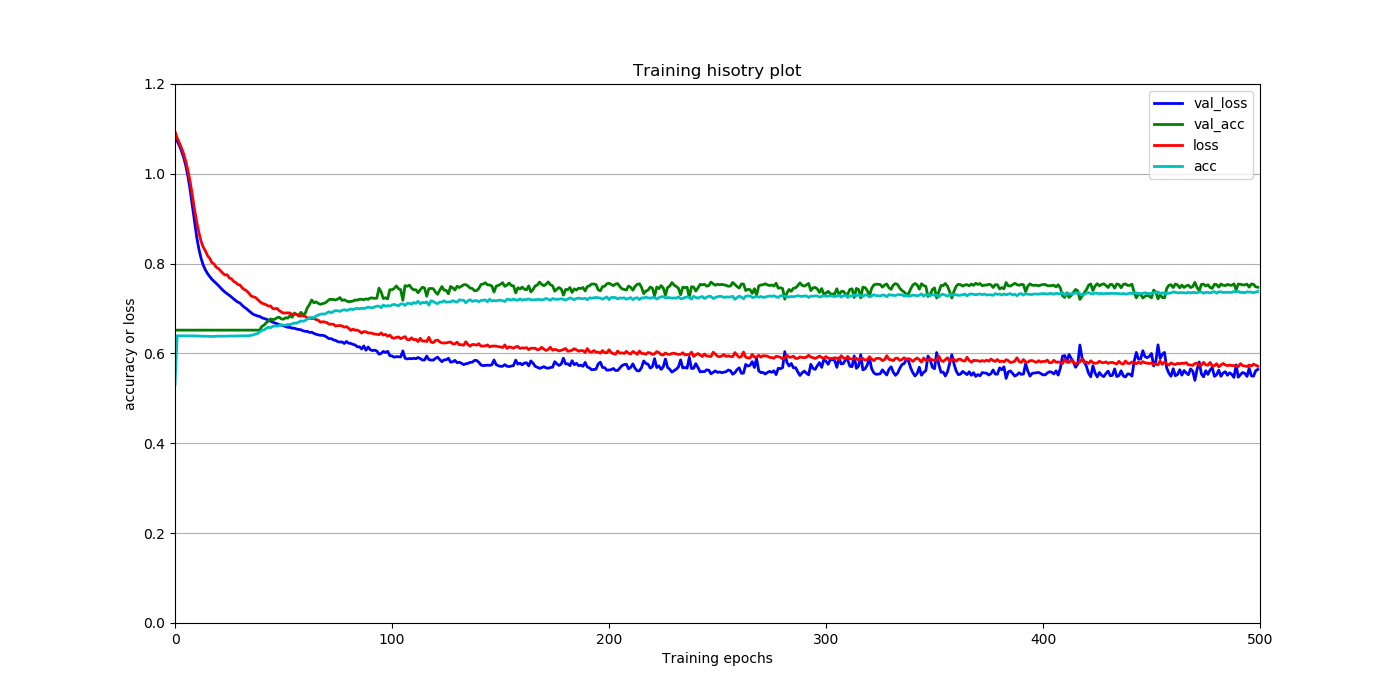 Training hisotry plot
1.2
1.0
0.8
0.6
0.4
0.2
0.0
accuracy or loss
val_loss
val_acc
loss
acc
0 100 200 300 400 500
Training epochs